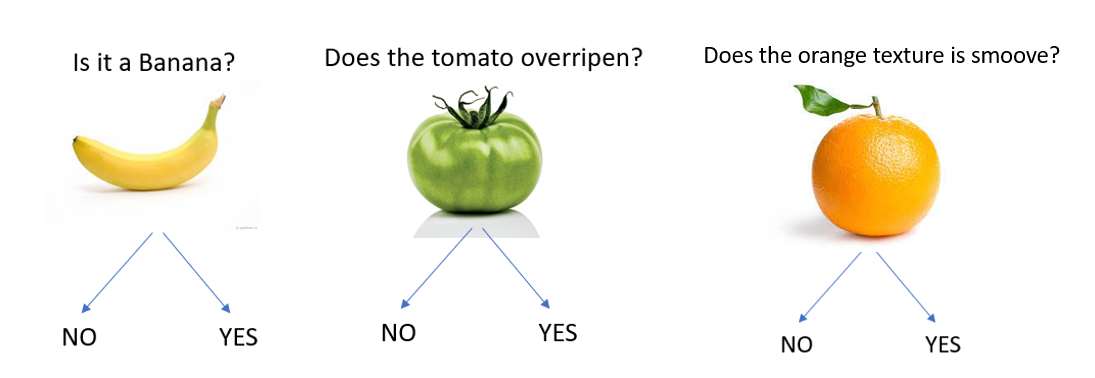 Is it a Banana?
Does the tomato overripen?
Does the orange texture is smoove?
NO
YES
NO
YES
NO
YES